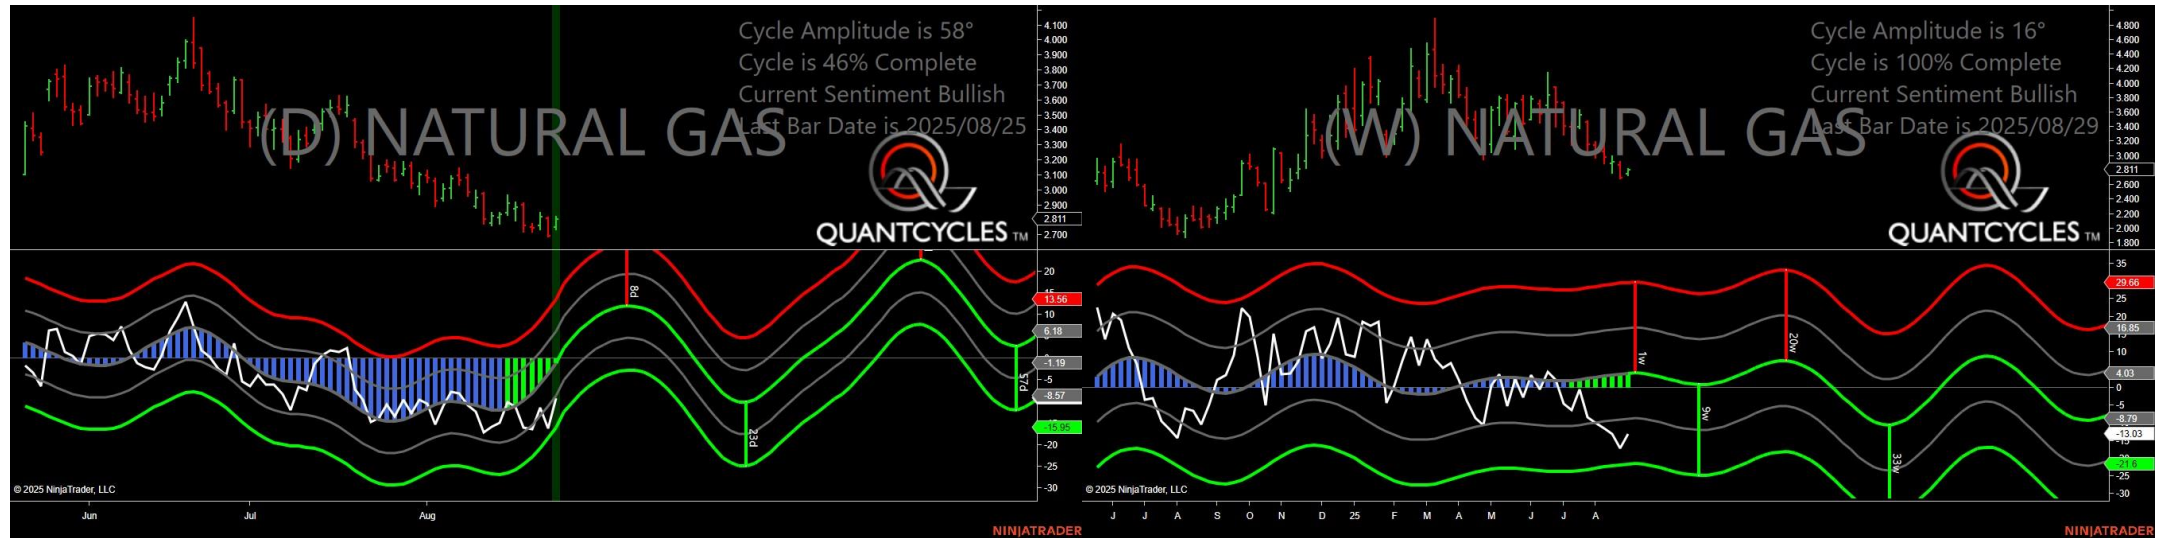 Cycle Amplitude is 58°
Cycle is 46% Complete
Current Sentiment Bullish
Last Bar Date is 2025/08/25
(D) NATURAL GAS
QUANTCYCLES TM
4.100
4.000
3.900
3.800
3.700
3.600
3.500
3.400
3.300
3.200
3.100
3.000
2.900
2.811
2.700
20
13.56
10
6.18
-1.19
-5
-8.57
-15.95
-20
-25
-30
8d
23d
57d
© 2025 NinjaTrader, LLC
Jun Jul Aug
NINJATRADER
Cycle Amplitude is 16°
Cycle is 100% Complete
Current Sentiment Bullish
Last Bar Date is 2025/08/29
(W) NATURAL GAS
QUANTCYCLES TM
4.800
4.600
4.400
4.200
4.000
3.800
3.600
3.400
3.200
3.000
2.811
2.600
2.400
2.200
2.000
1.800
35
29.66
25
20
16.85
10
4.03
0
-5
-8.79
-13.03
-21.6
-25
-30
1w
9w
20w
33w
© 2025 NinjaTrader, LLC
J J A S O N D 25 F M A M J J A
NINJATRADER